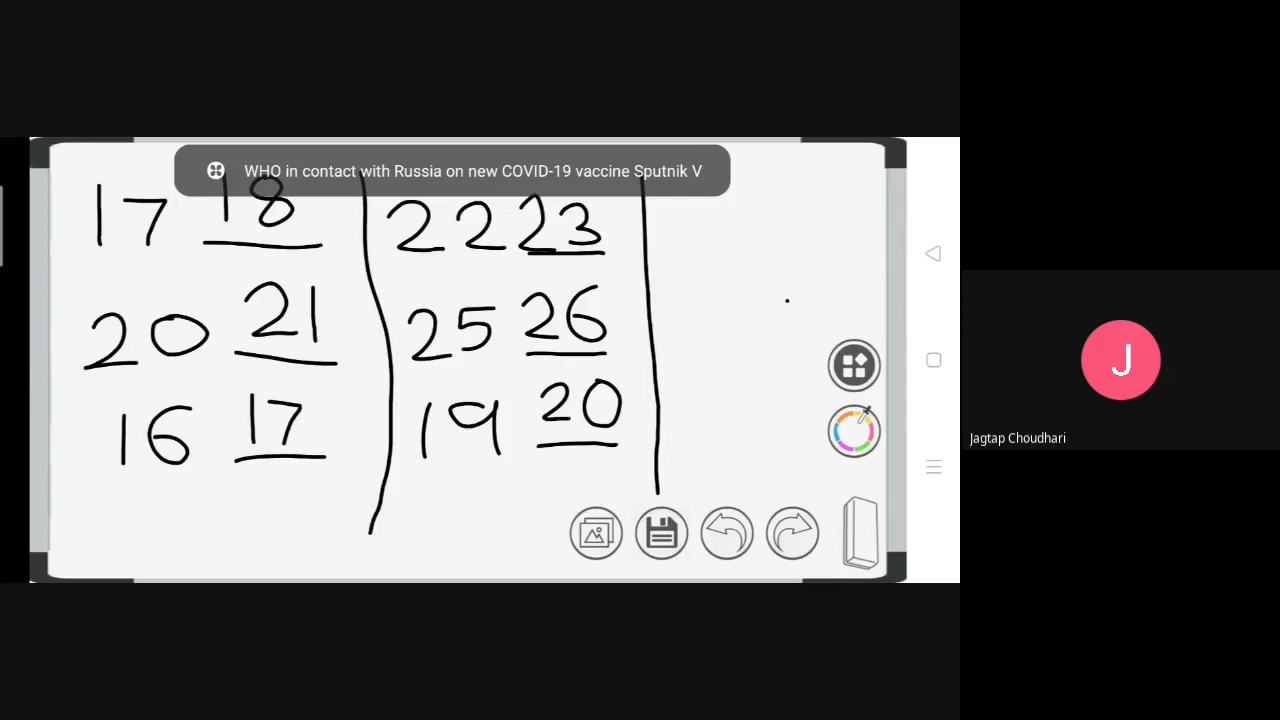 WHO in contact with Russia on new COVID-19 vaccine Sputnik V
17 18
20 21
16 17
22 23
25 26
19 20
J
Jagtap Choudhari